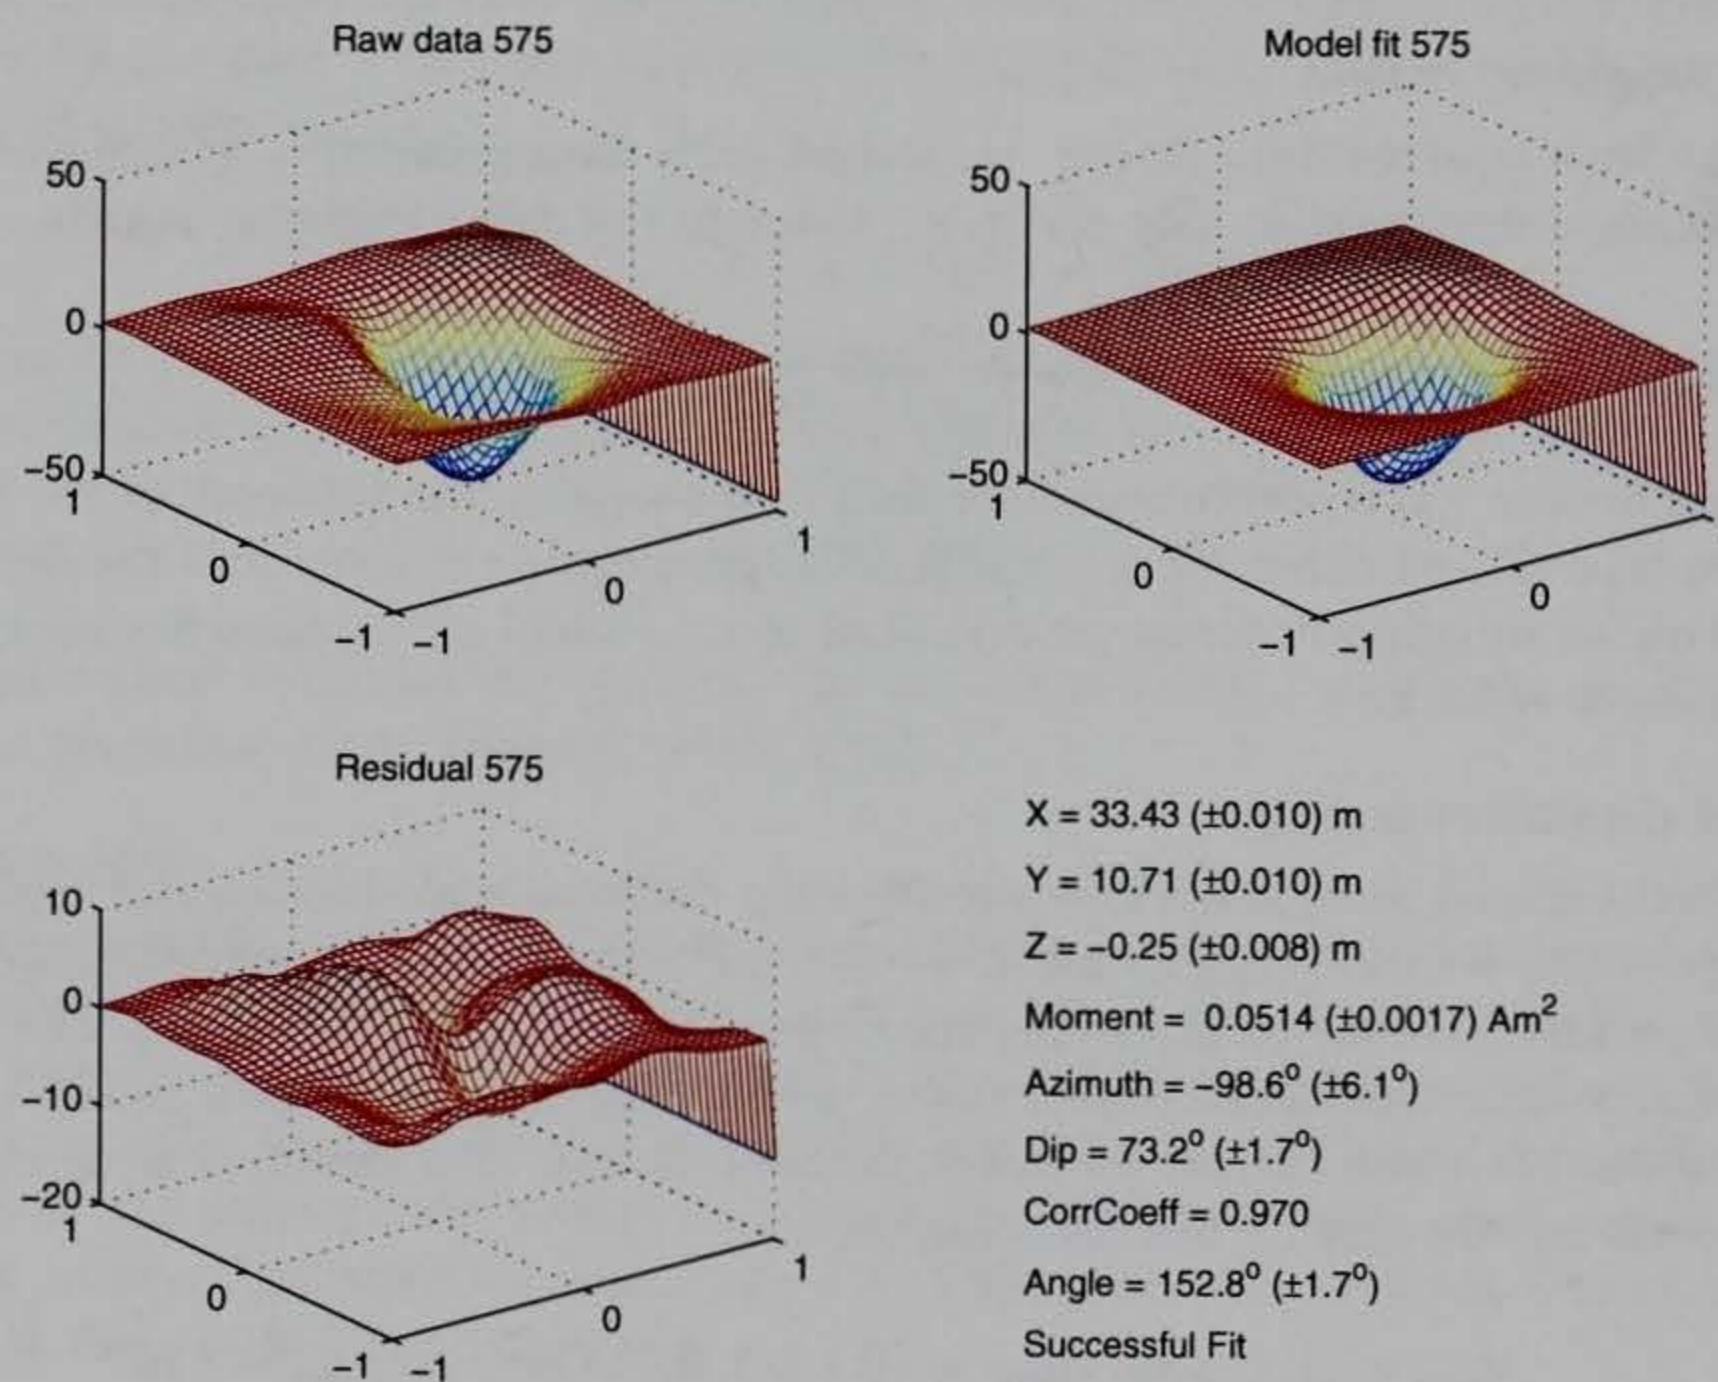 Raw data 575
50
0
−50
1
0
−1
−1
0
1
Model fit 575
50
0
−50
1
0
−1
−1
0
Residual 575
10
0
−10
−20
1
0
−1
−1
0
1
X = 33.43 (±0.010) m
Y = 10.71 (±0.010) m
Z = −0.25 (±0.008) m
Moment = 0.0514 (±0.0017) Am²
Azimuth = −98.6° (±6.1°)
Dip = 73.2° (±1.7°)
CorrCoeff = 0.970
Angle = 152.8° (±1.7°)
Successful Fit